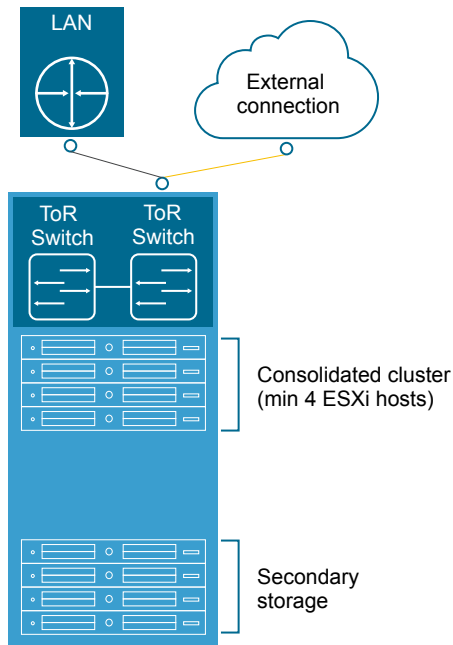 LAN
External
connection
ToR
Switch
ToR
Switch
Consolidated cluster
(min 4 ESXi hosts)
Secondary
storage